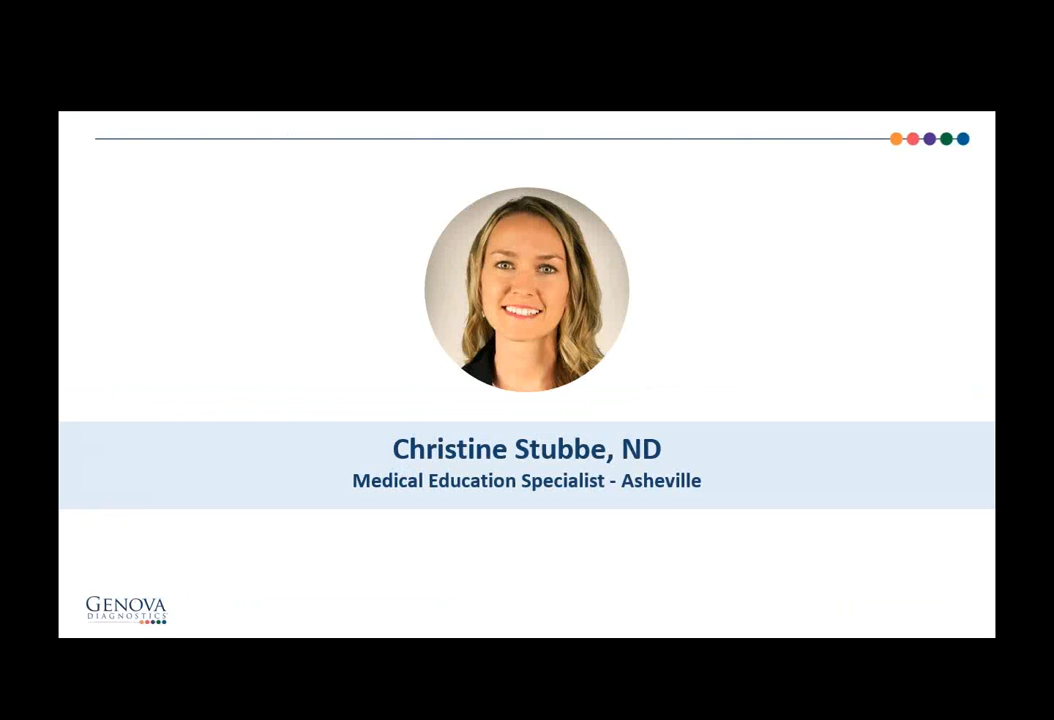 Christine Stubbe, ND
Medical Education Specialist - Asheville
GENOVA
DIAGNOSTICS